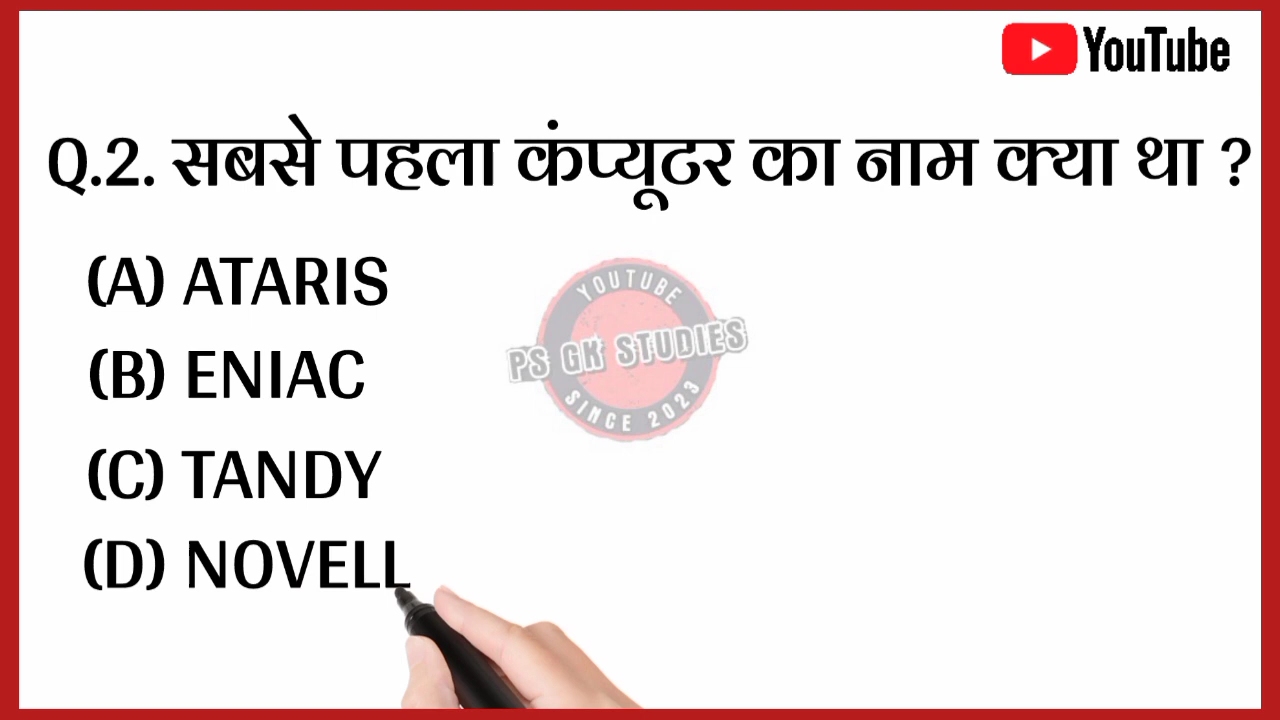 YouTube
Q.2. सबसे पहला कंप्यूटर का नाम क्या था ?
(A) ATARIS
(B) ENIAC
(C) TANDY
(D) NOVELL
YOUTUBE
PS GK STUDIES
SINCE 2023